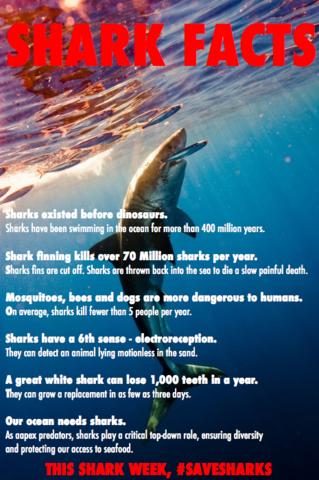 SHARK FACTS
Sharks existed before dinosaurs.
Sharks have been swimming in the ocean for more than 400 million years.
Shark finning kills over 70 Million sharks per year.
Sharks fins are cut off. Sharks are thrown back into the sea to die a slow painful death.
Mosquitoes, bees and dogs are more dangerous to humans.
On average, sharks kill fewer than 5 people per year.
Sharks have a 6th sense - electroreception.
They can detect an animal lying motionless in the sand.
A great white shark can lose 1,000 teeth in a year.
They can grow a replacement in as few as three days.
Our ocean needs sharks.
As aapex predators, sharks play a critical top-down role, ensuring diversity
and protecting our access to seafood.
THIS SHARK WEEK, #SAVESHARKS